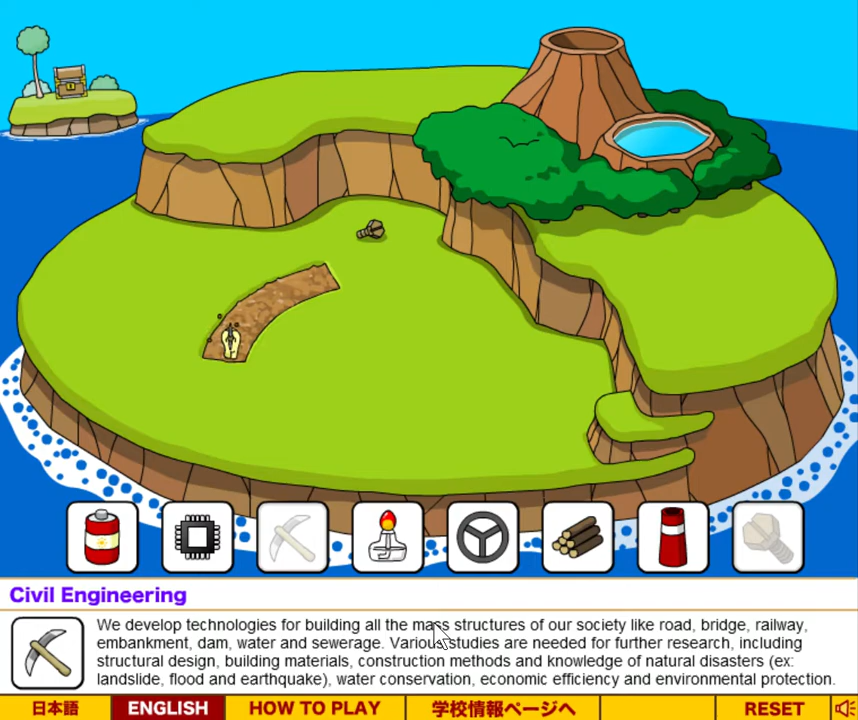 Civil Engineering
We develop technologies for building all the mass structures of our society like road, bridge, railway,
embankment, dam, water and sewerage. Various studies are needed for further research, including
structural design, building materials, construction methods and knowledge of natural disasters (ex:
landslide, flood and earthquake), water conservation, economic efficiency and environmental protection.
日本語 ENGLISH HOW TO PLAY 学校情報ページへ RESET